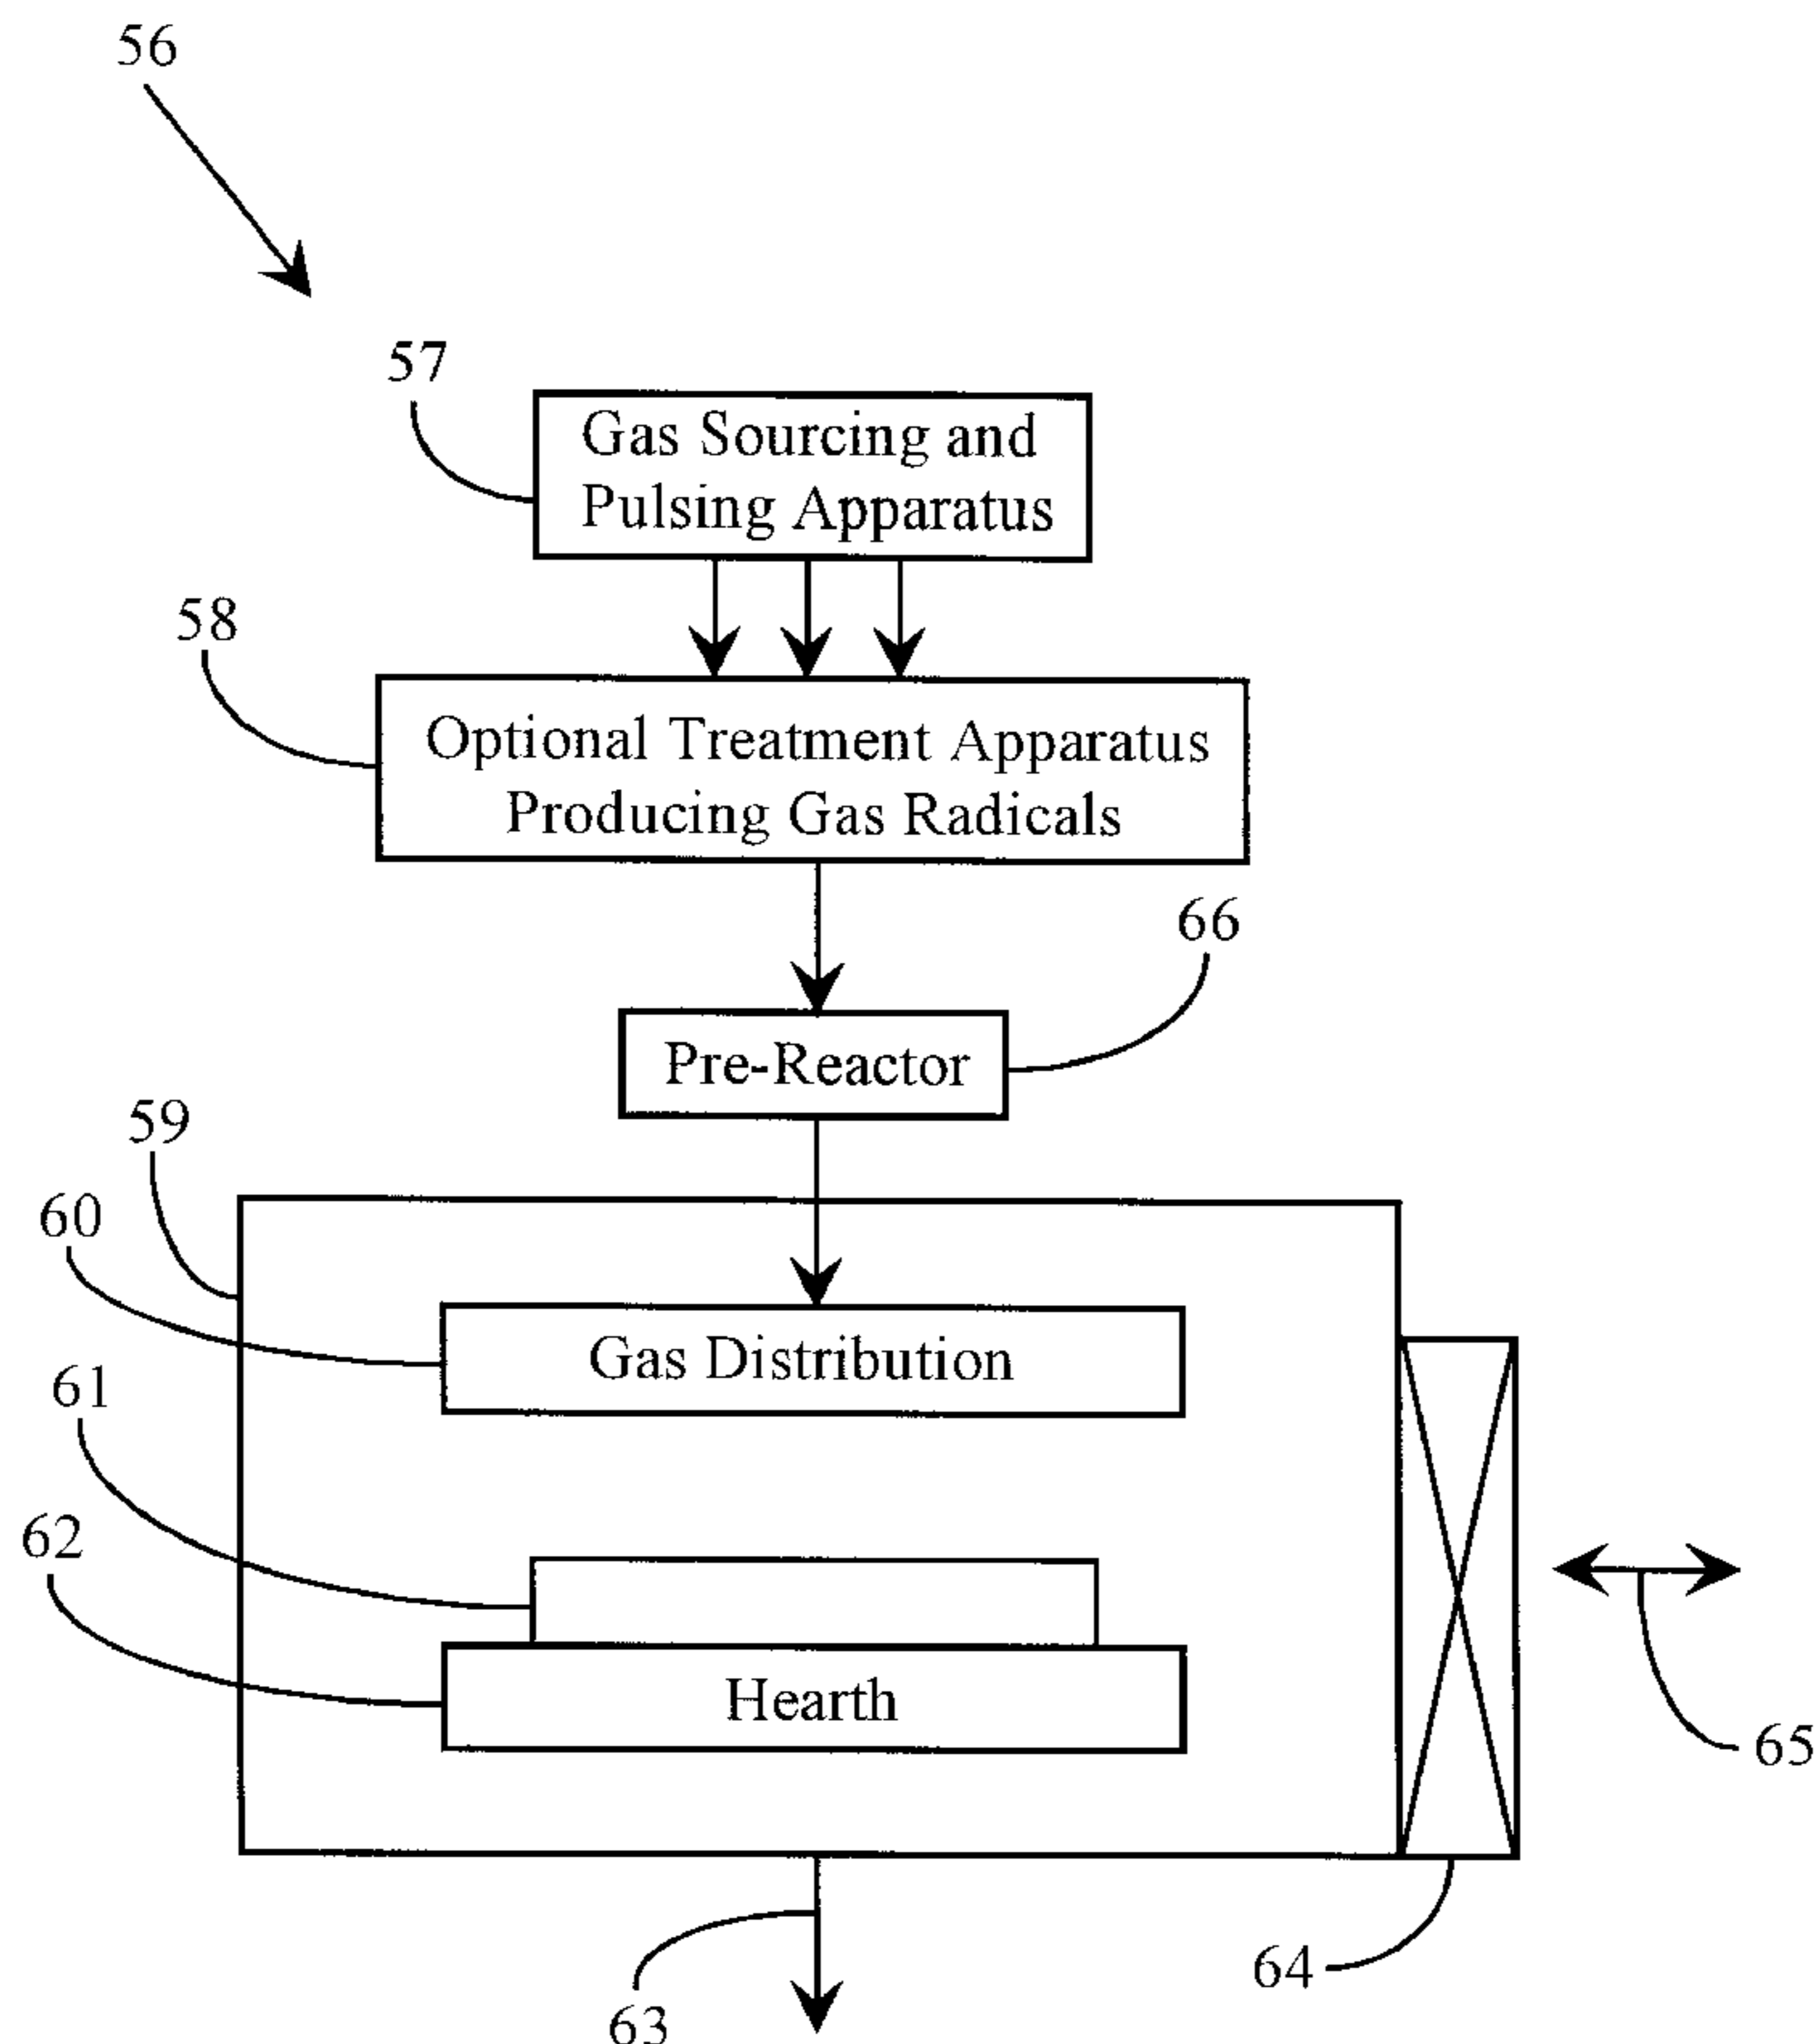 56
57
Gas Sourcing and
Pulsing Apparatus
58
Optional Treatment Apparatus
Producing Gas Radicals
66
Pre-Reactor
59
60
Gas Distribution
61
62
Hearth
65
64
63